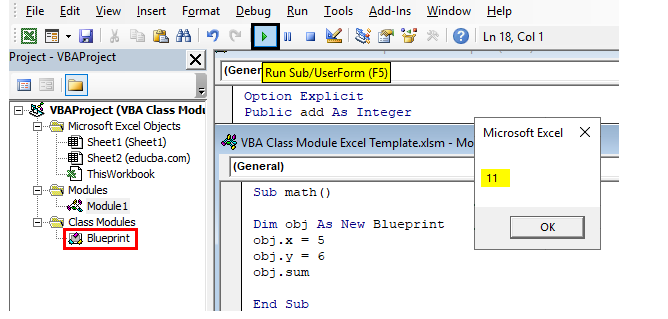 File Edit View Insert Format Debug Run Tools Add-Ins Window Help
Ln 18, Col 1
Project - VBAProject
VBAProject (VBA Class Modu
Microsoft Excel Objects
Sheet1 (Sheet1)
Sheet2 (educba.com)
ThisWorkbook
Modules
Module1
Class Modules
Blueprint
(Gener
Run Sub/UserForm (F5)
Option Explicit
Public add As Integer
VBA Class Module Excel Template.xlsm - Mo
(General)
Sub math()
Dim obj As New Blueprint
obj.x = 5
obj.y = 6
obj.sum
End Sub
Microsoft Excel
11
OK